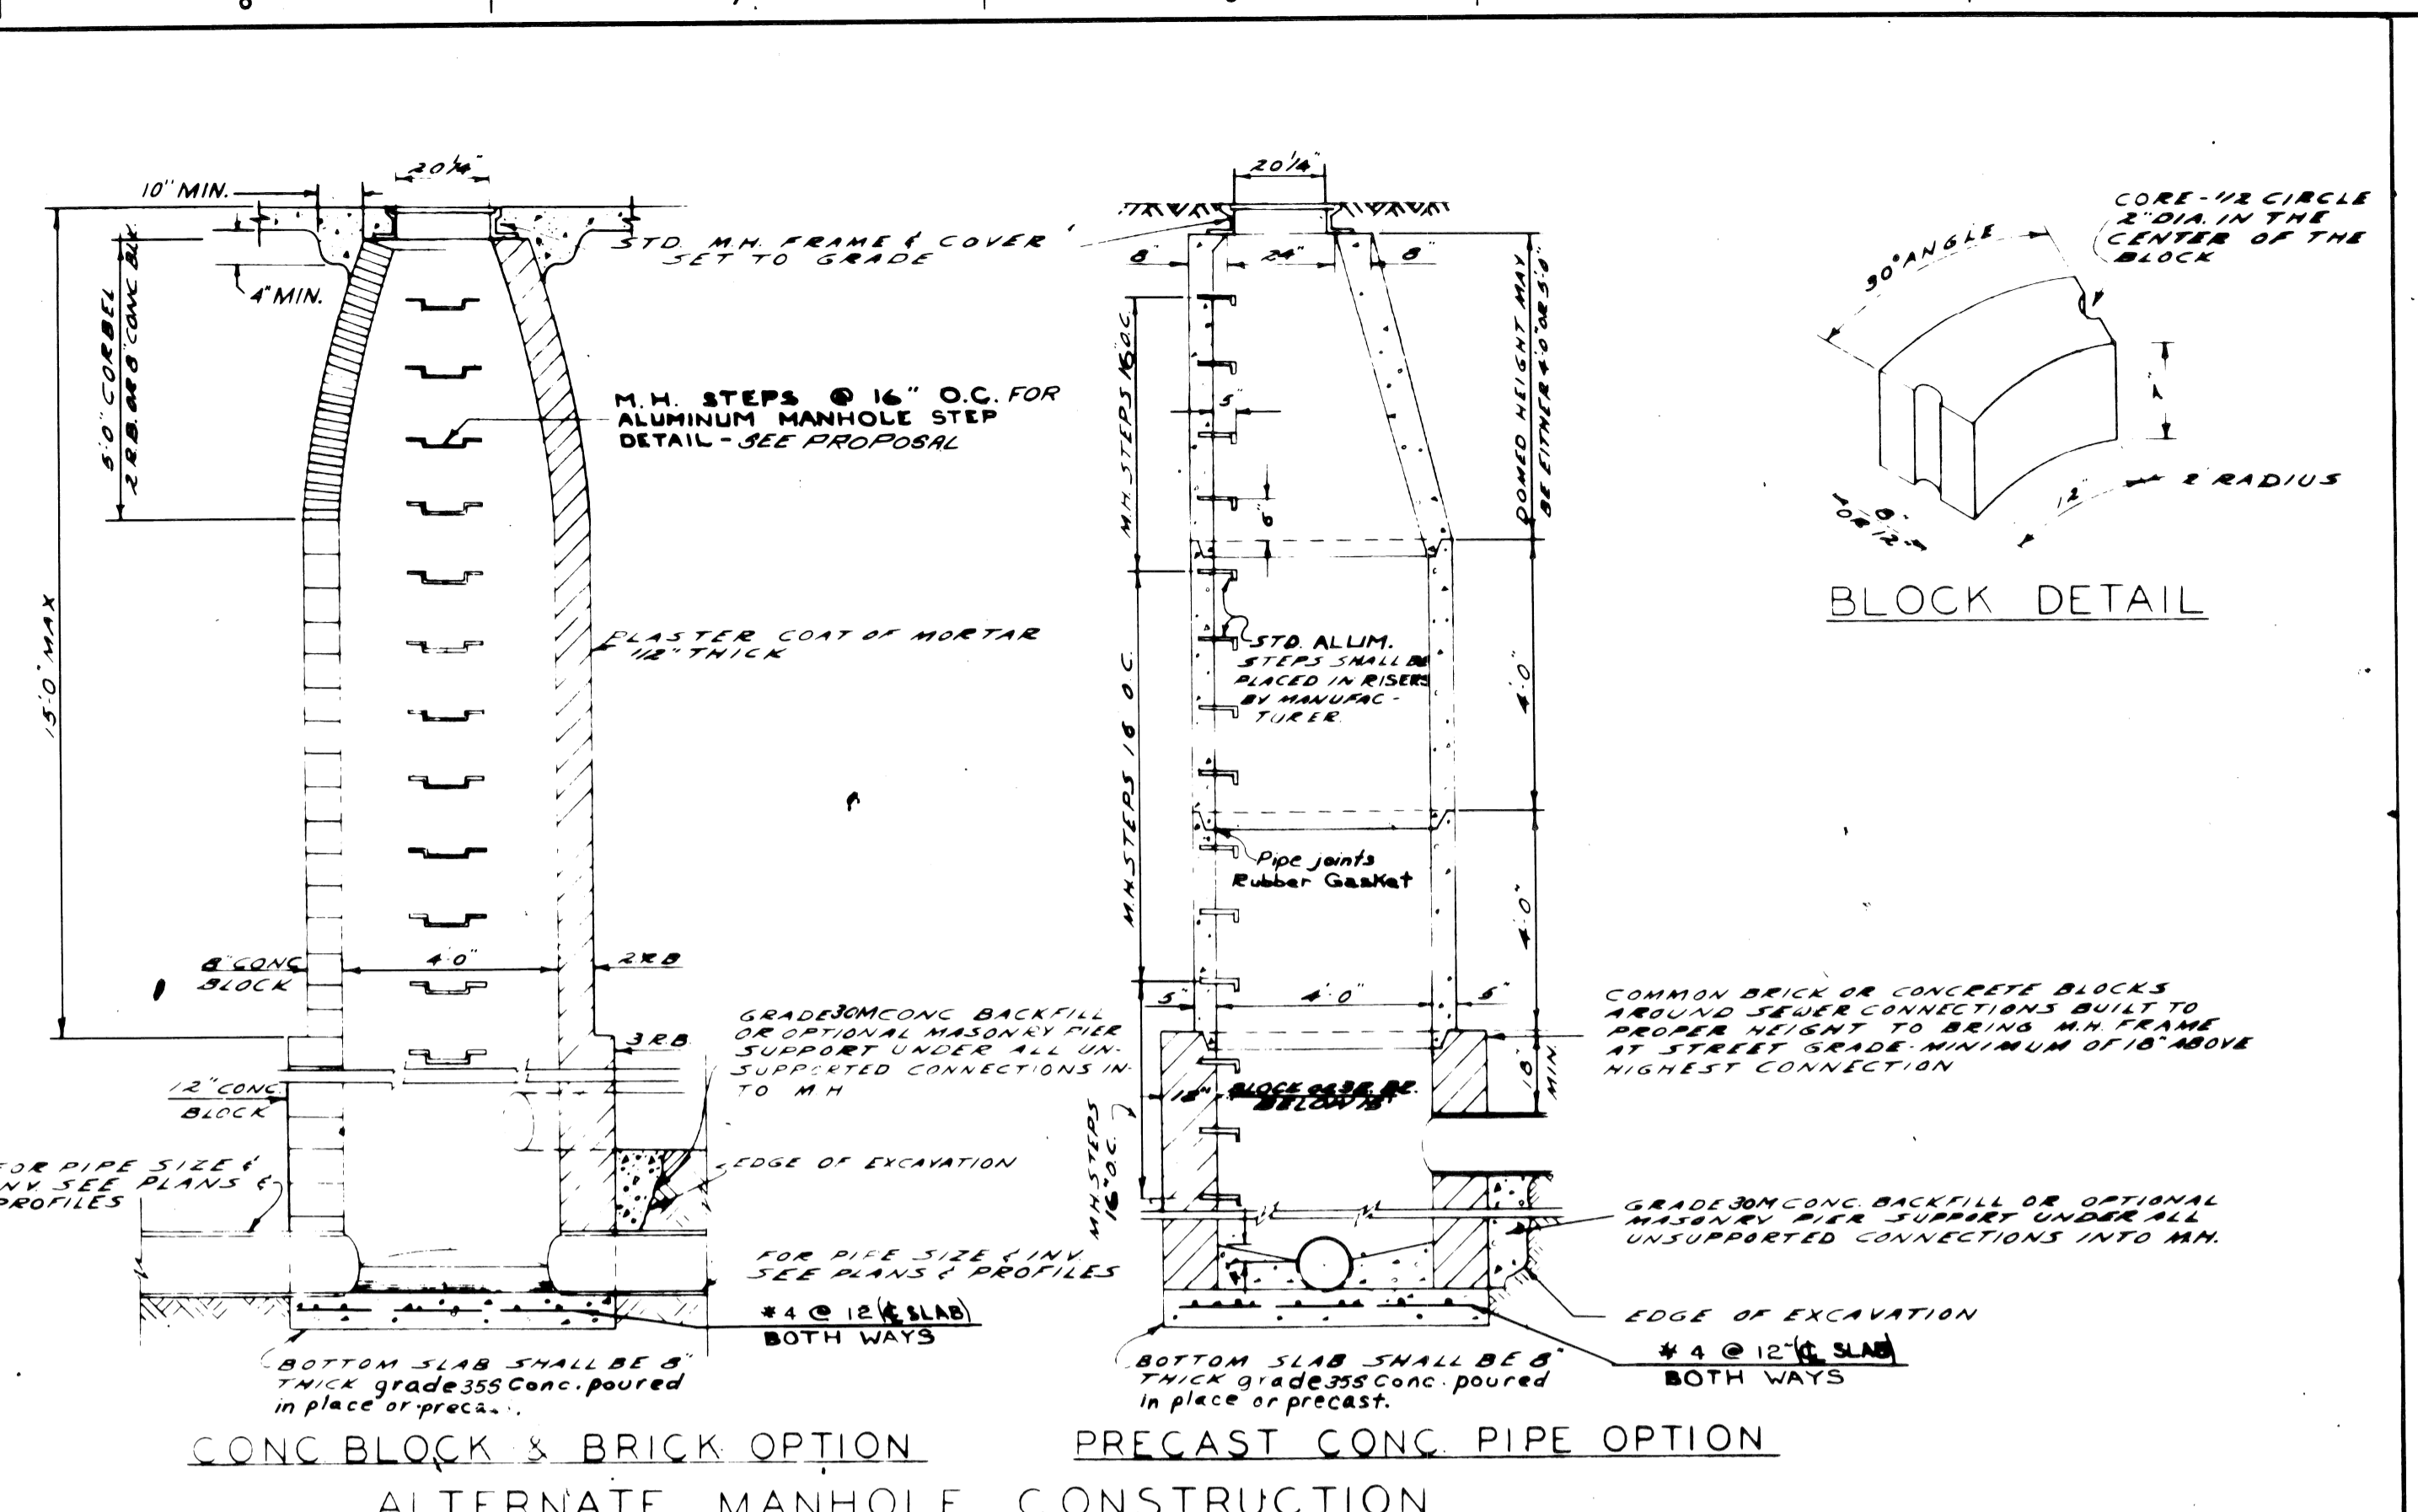 20¼"
10" MIN.
4" MIN.
5'-0" CORBEL
2 R.B. OR 8" CONC BLK
15'-0" MAX
STD. M.H. FRAME & COVER
SET TO GRADE
M.H. STEPS @ 16" O.C. FOR
ALUMINUM MANHOLE STEP
DETAIL - SEE PROPOSAL
PLASTER COAT OF MORTAR
1/2" THICK
8" CONC
BLOCK
4'-0"
2 R B
3 R B
12" CONC.
BLOCK
GRADE 30M CONC BACKFILL
OR OPTIONAL MASONRY PIER
SUPPORT UNDER ALL UN-
SUPPORTED CONNECTIONS IN-
TO M H
EDGE OF EXCAVATION
FOR PIPE SIZE &
INV. SEE PLANS &
PROFILES
FOR PIPE SIZE & INV.
SEE PLANS & PROFILES
#4 @ 12 (℄ SLAB)
BOTH WAYS
BOTTOM SLAB SHALL BE 8"
THICK grade 35S Conc. poured
in place or
CONC BLOCK & BRICK OPTION
20¼"
8"
24"
8"
M.H. STEPS 16 O.C.
5"
6"
DOMED HEIGHT MAY
BE EITHER 4'-0" OR 5'-0"
STD. ALUM.
STEPS SHALL BE
PLACED IN RISERS
BY MANUFAC-
TURER.
M.H. STEPS 16 O.C.
4'-0"
Pipe joints
Rubber Gasket
4'-0"
5"
4'-0"
5"
12"
BLOCK OR 3 R. BR.
BELOW
18"
MIN.
M.H. STEPS
16" O.C.
COMMON BRICK OR CONCRETE BLOCKS
AROUND SEWER CONNECTIONS BUILT TO
PROPER HEIGHT TO BRING M.H. FRAME
AT STREET GRADE. MINIMUM OF 18" ABOVE
HIGHEST CONNECTION
GRADE 30M CONC. BACKFILL OR OPTIONAL
MASONRY PIER SUPPORT UNDER ALL
UNSUPPORTED CONNECTIONS INTO M.H.
EDGE OF EXCAVATION
# 4 @ 12" (℄ SLAB)
BOTH WAYS
BOTTOM SLAB SHALL BE 8"
THICK grade 35S Conc. poured
in place or precast.
PRECAST CONC. PIPE OPTION
CORE - 1/2 CIRCLE
2" DIA. IN THE
CENTER OF THE
BLOCK
30° ANGLE
12"
2' RADIUS
8"
OR 12"
BLOCK DETAIL
ALTERNATE MANHOLE CONSTRUCTION